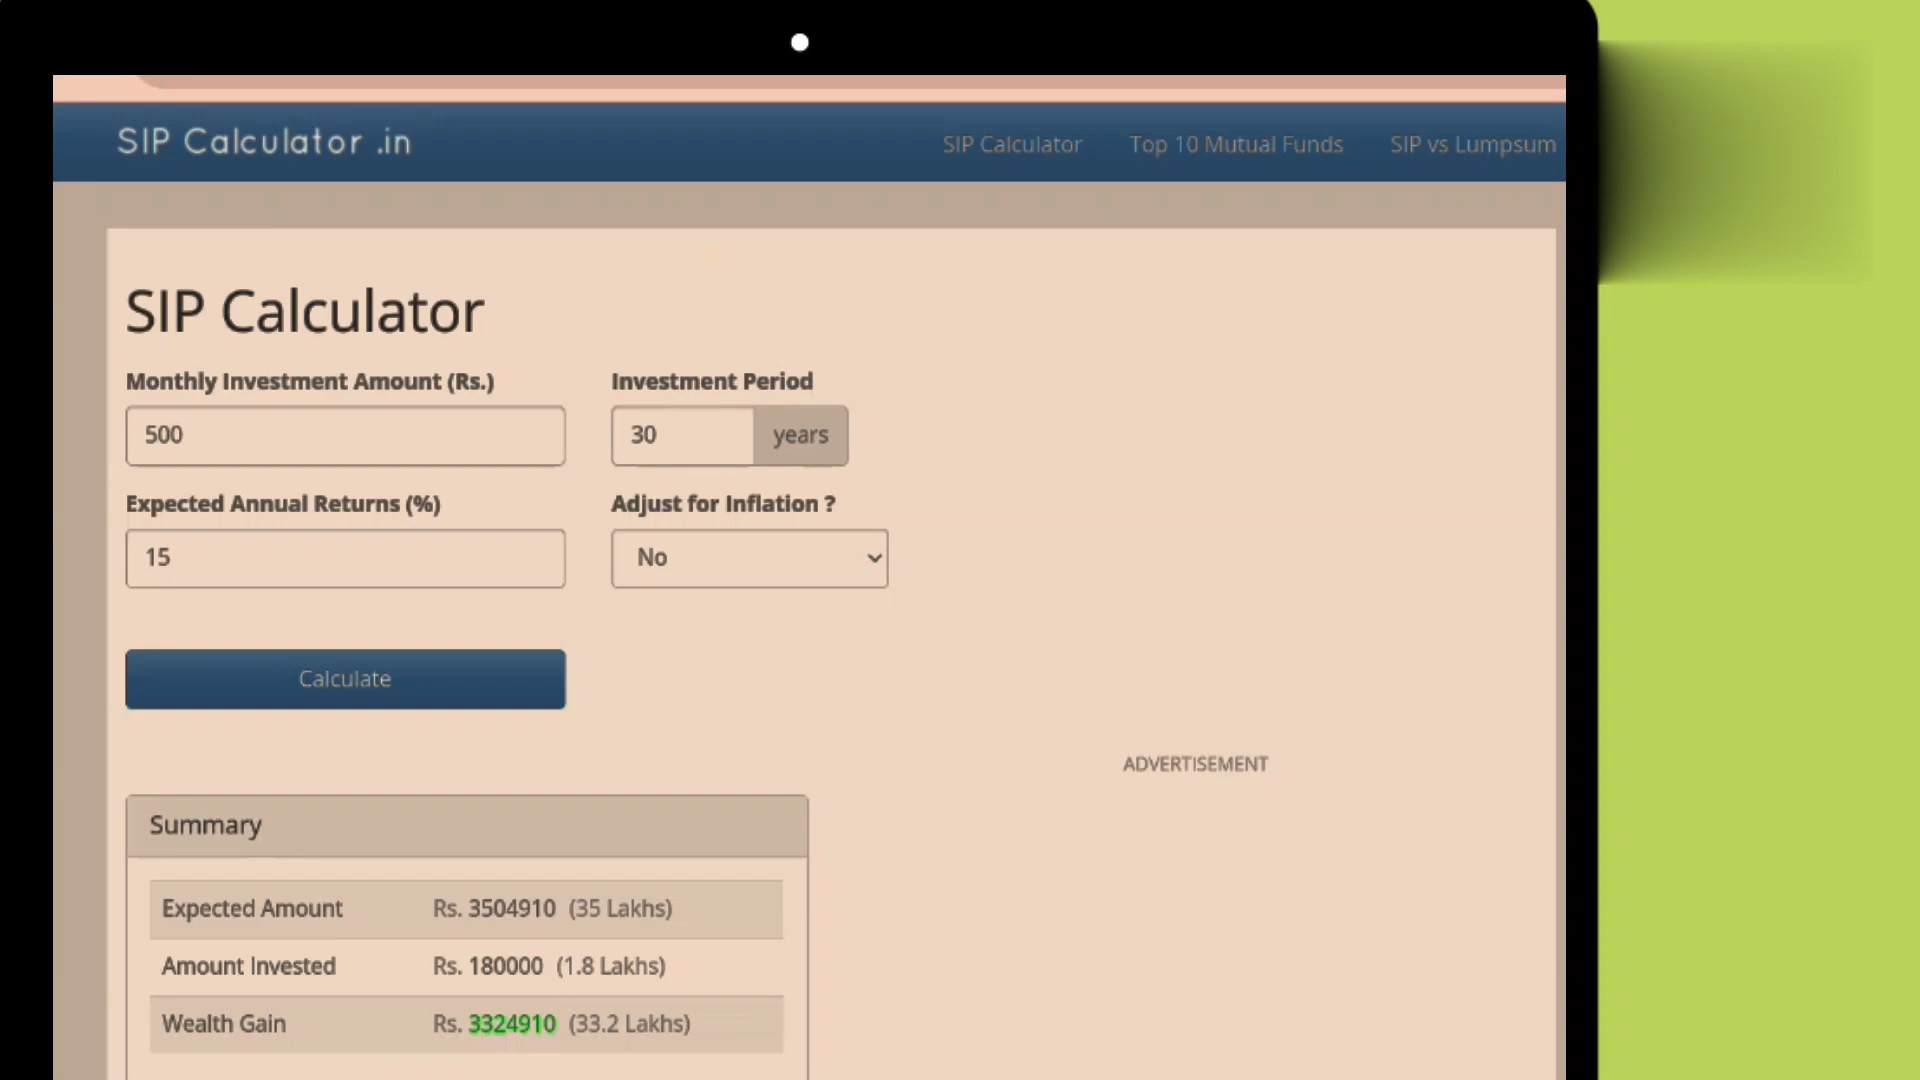 SIP Calculator .in
SIP Calculator Top 10 Mutual Funds SIP vs Lumpsum
SIP Calculator
Monthly Investment Amount (Rs.) Investment Period
500 30 years
Expected Annual Returns (%) Adjust for Inflation ?
15 No
Calculate
ADVERTISEMENT
Summary
Expected Amount Rs. 3504910 (35 Lakhs)
Amount Invested Rs. 180000 (1.8 Lakhs)
Wealth Gain Rs. 3324910 (33.2 Lakhs)